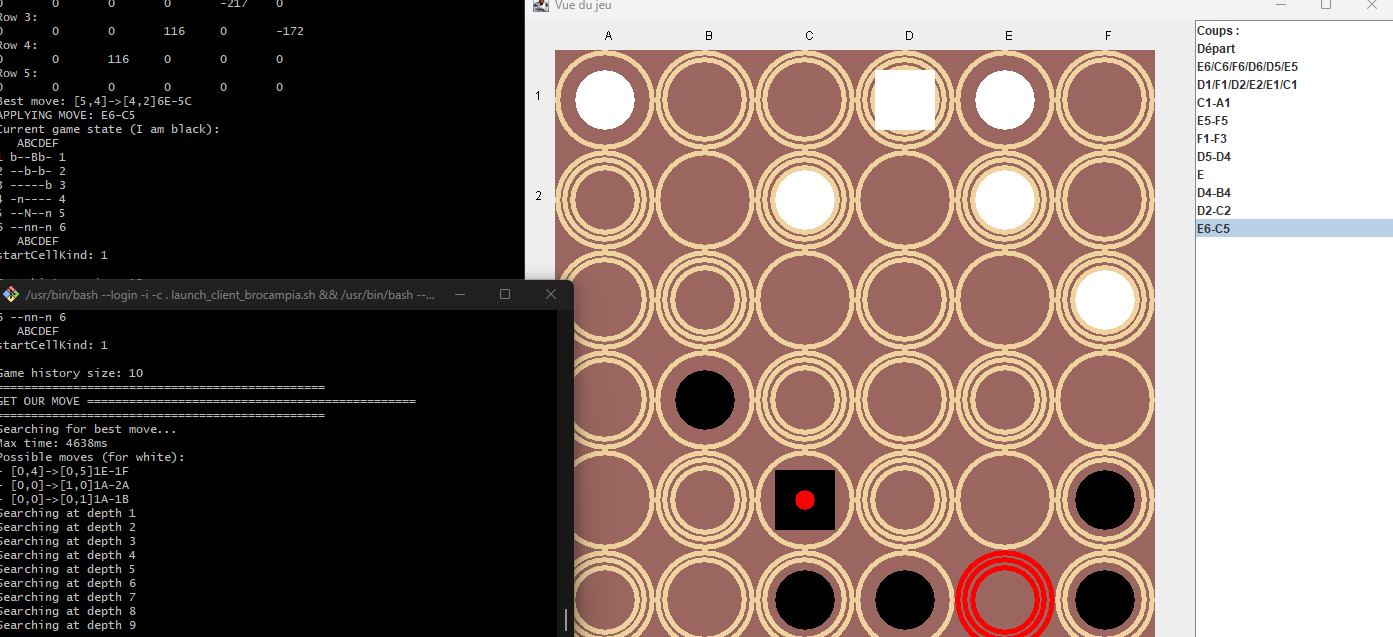 0 0 0 0 -217 0
Row 3:
0 0 0 116 0 -172
Row 4:
0 0 116 0 0 0
Row 5:
0 0 0 0 0 0
Best move: [5,4]->[4,2]6E-5C
APPLYING MOVE: E6-C5
Current game state (I am black):
ABCDEF
1 b--Bb- 1
2 --b-b- 2
3 -----b 3
4 -n---- 4
5 --N--n 5
6 --nn-n 6
ABCDEF
startCellKind: 1
/usr/bin/bash --login -i -c . launch_client_brocampia.sh && /usr/bin/bash --...
6 --nn-n 6
ABCDEF
startCellKind: 1
Game history size: 10
==============================================
GET OUR MOVE ==============================================
==============================================
Searching for best move...
Max time: 4638ms
Possible moves (for white):
- [0,4]->[0,5]1E-1F
- [0,0]->[1,0]1A-2A
- [0,0]->[0,1]1A-1B
Searching at depth 1
Searching at depth 2
Searching at depth 3
Searching at depth 4
Searching at depth 5
Searching at depth 6
Searching at depth 7
Searching at depth 8
Searching at depth 9
Vue du jeu
A B C D E F
1
2
Coups :
Départ
E6/C6/F6/D6/D5/E5
D1/F1/D2/E2/E1/C1
C1-A1
E5-F5
F1-F3
D5-D4
E
D4-B4
D2-C2
E6-C5